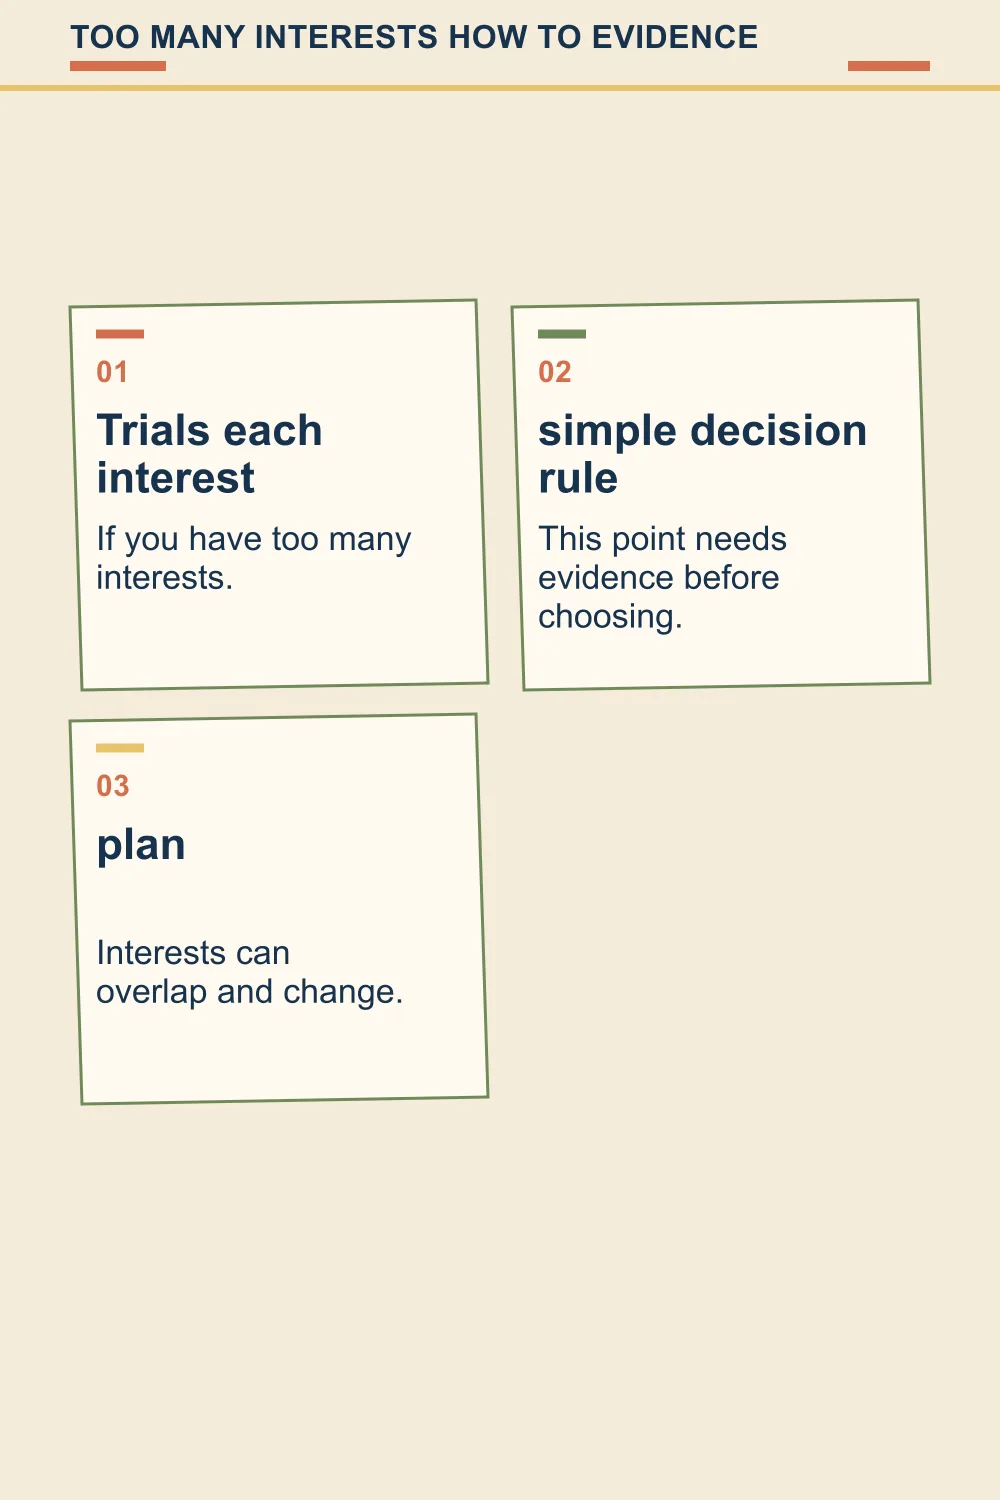 TOO MANY INTERESTS HOW TO EVIDENCE
01
Trials each
interest
If you have too many
interests.
02
simple decision
rule
This point needs
evidence before
choosing.
03
plan
Interests can
overlap and change.